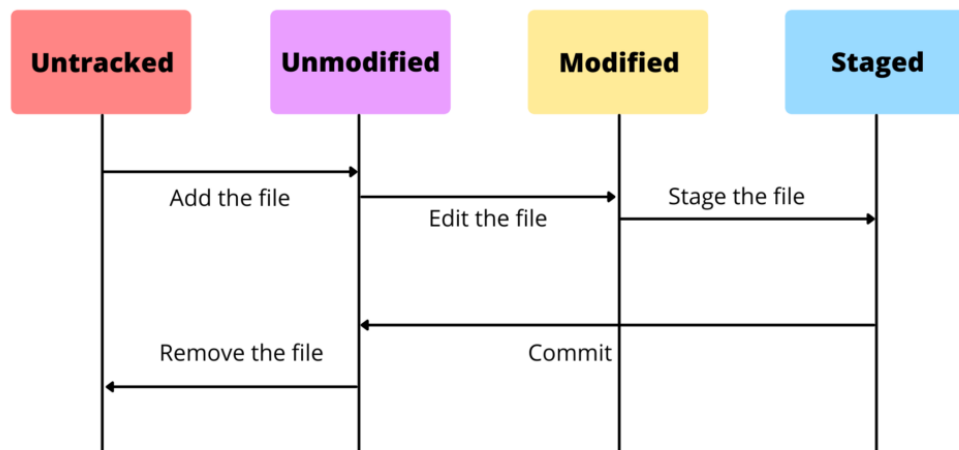 Untracked
Unmodified
Modified
Staged
Add the file
Edit the file
Stage the file
Remove the file
Commit